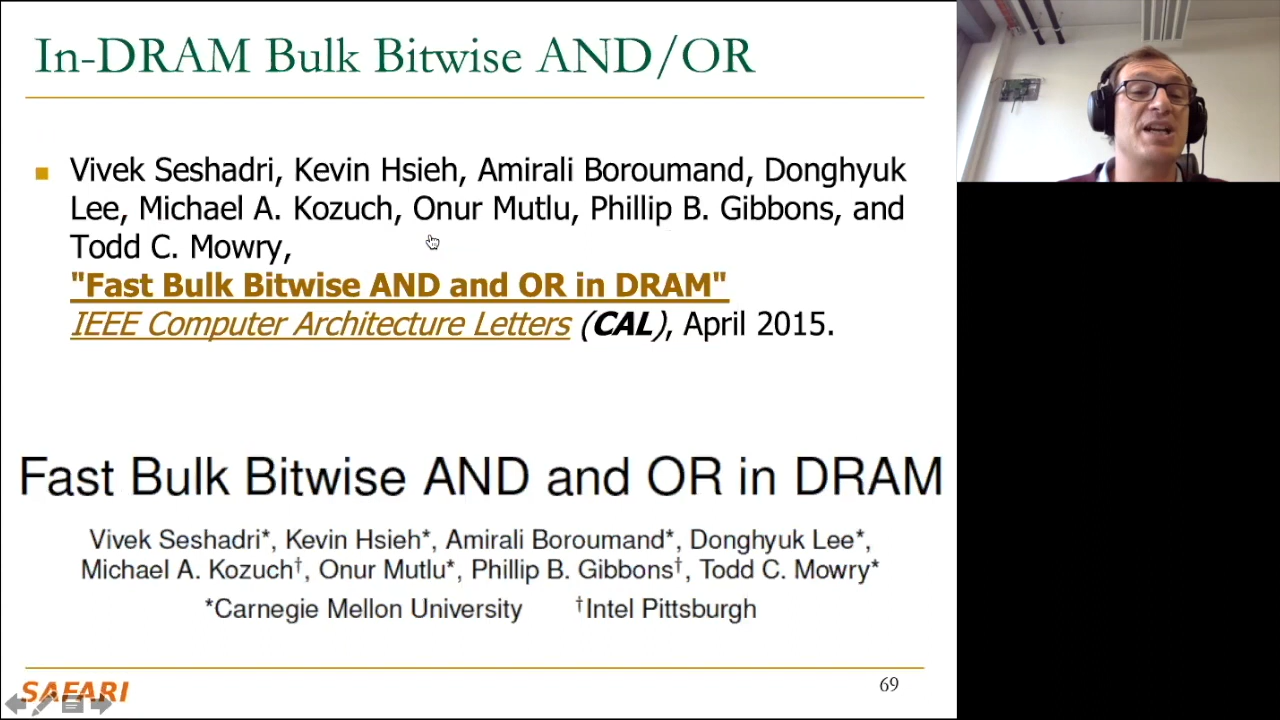 In-DRAM Bulk Bitwise AND/OR
Vivek Seshadri, Kevin Hsieh, Amirali Boroumand, Donghyuk
Lee, Michael A. Kozuch, Onur Mutlu, Phillip B. Gibbons, and
Todd C. Mowry,
"Fast Bulk Bitwise AND and OR in DRAM"
IEEE Computer Architecture Letters (CAL), April 2015.
Fast Bulk Bitwise AND and OR in DRAM
Vivek Seshadri*, Kevin Hsieh*, Amirali Boroumand*, Donghyuk Lee*,
Michael A. Kozuch†, Onur Mutlu*, Phillip B. Gibbons†, Todd C. Mowry*
*Carnegie Mellon University †Intel Pittsburgh
SAFARI
69